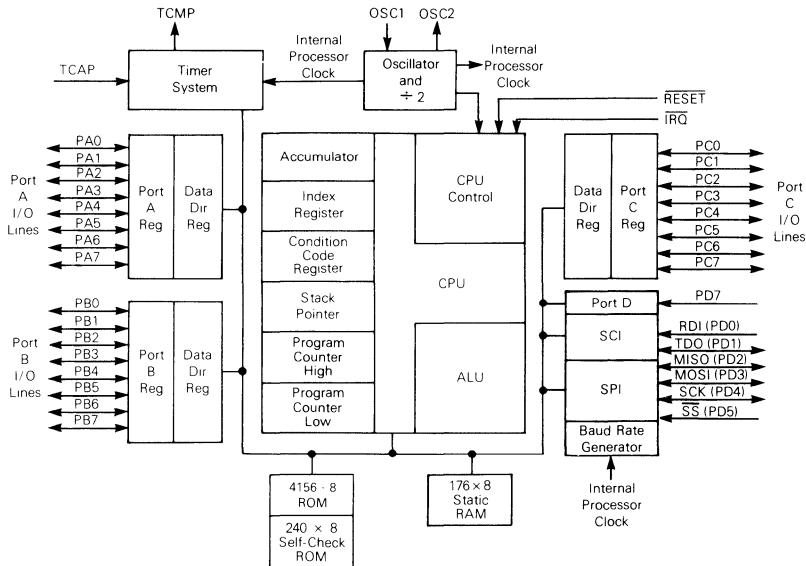 TCMP
OSC1
OSC2
TCAP
Timer
System
Internal
Processor
Clock
Oscillator
and
÷ 2
Internal
Processor
Clock
RESET
IRQ
Port
A
I/O
Lines
PA0
PA1
PA2
PA3
PA4
PA5
PA6
PA7
Port
A
Reg
Data
Dir
Reg
Port
B
I/O
Lines
PB0
PB1
PB2
PB3
PB4
PB5
PB6
PB7
Port
B
Reg
Data
Dir
Reg
Accumulator
Index
Register
Condition
Code
Register
Stack
Pointer
Program
Counter
High
Program
Counter
Low
CPU
Control
CPU
ALU
Data
Dir
Reg
Port
C
Reg
PC0
PC1
PC2
PC3
PC4
PC5
PC6
PC7
Port
C
I/O
Lines
Port D
SCI
SPI
Baud Rate
Generator
PD7
RDI (PD0)
TDO (PD1)
MISO (PD2)
MOSI (PD3)
SCK (PD4)
SS (PD5)
Internal
Processor
Clock
4156 · 8
ROM
240 × 8
Self-Check
ROM
176 × 8
Static
RAM